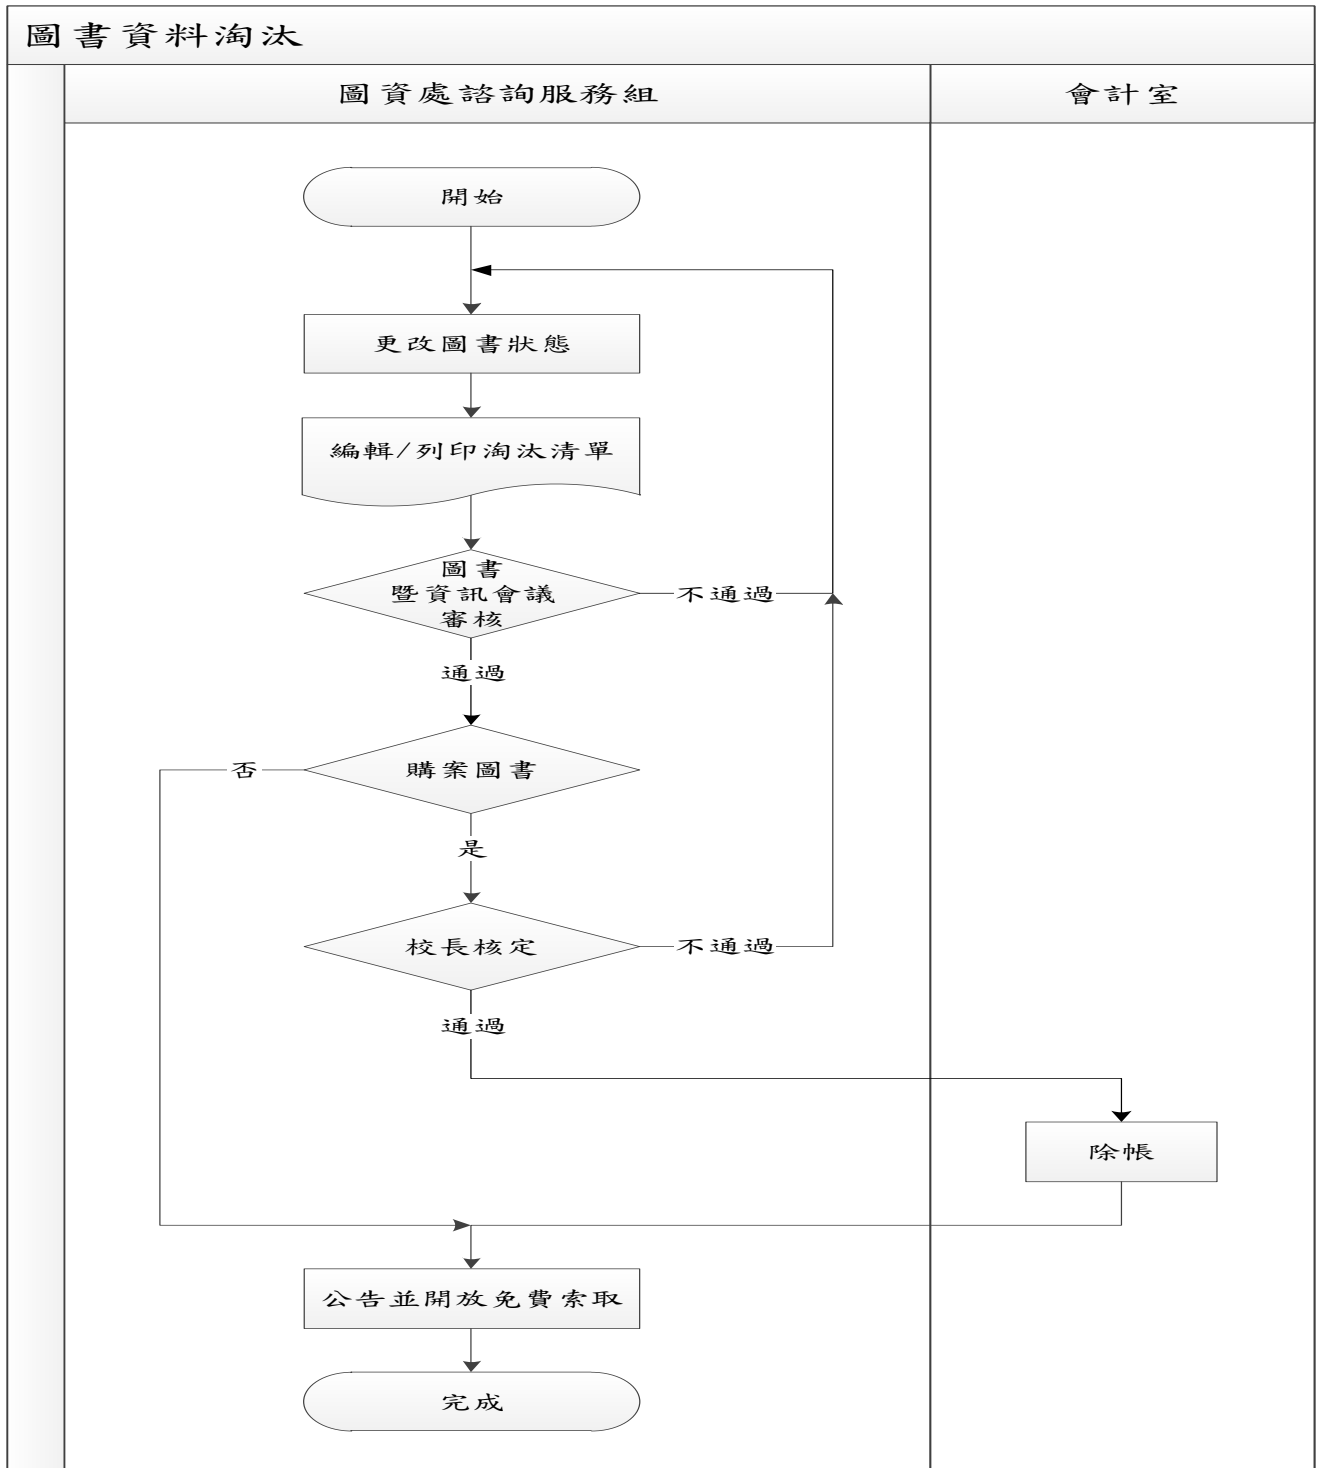 圖書資料淘汰
圖資處諮詢服務組
會計室
開始
更改圖書狀態
編輯/列印淘汰清單
圖書
暨資訊會議
審核
不通過
通過
購案圖書
否
是
校長核定
不通過
通過
除帳
公告並開放免費索取
完成